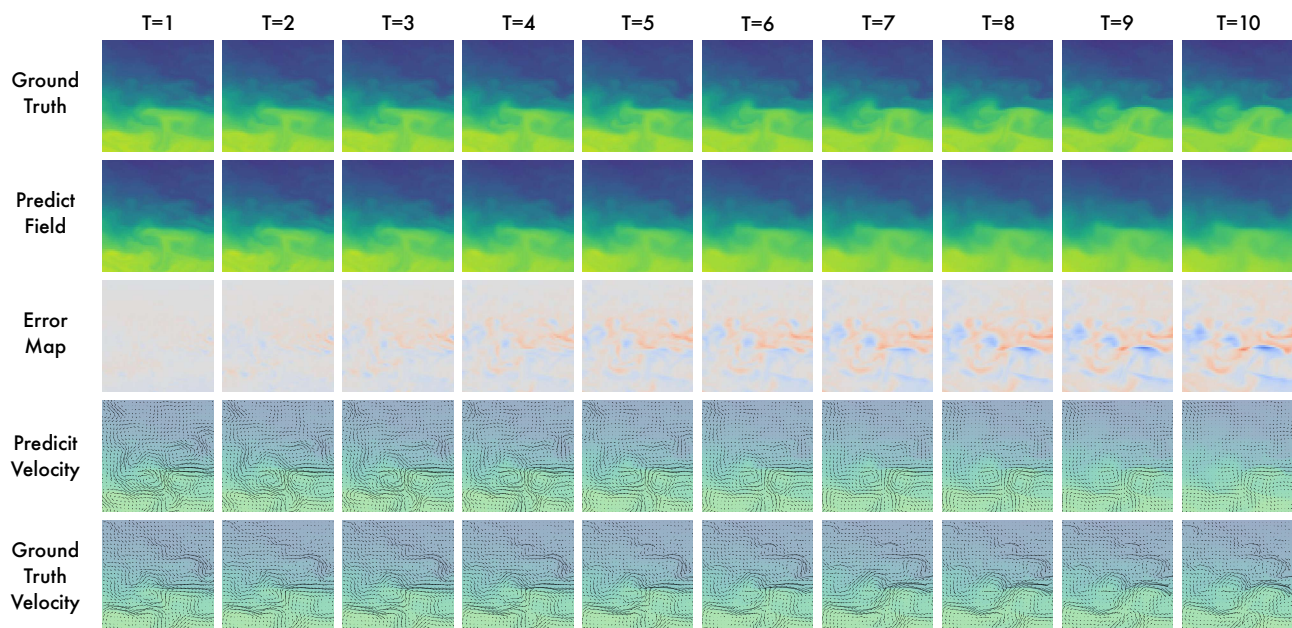 T=1 T=2 T=3 T=4 T=5 T=6 T=7 T=8 T=9 T=10
Ground
Truth
Predict
Field
Error
Map
Predicit
Velocity
Ground
Truth
Velocity